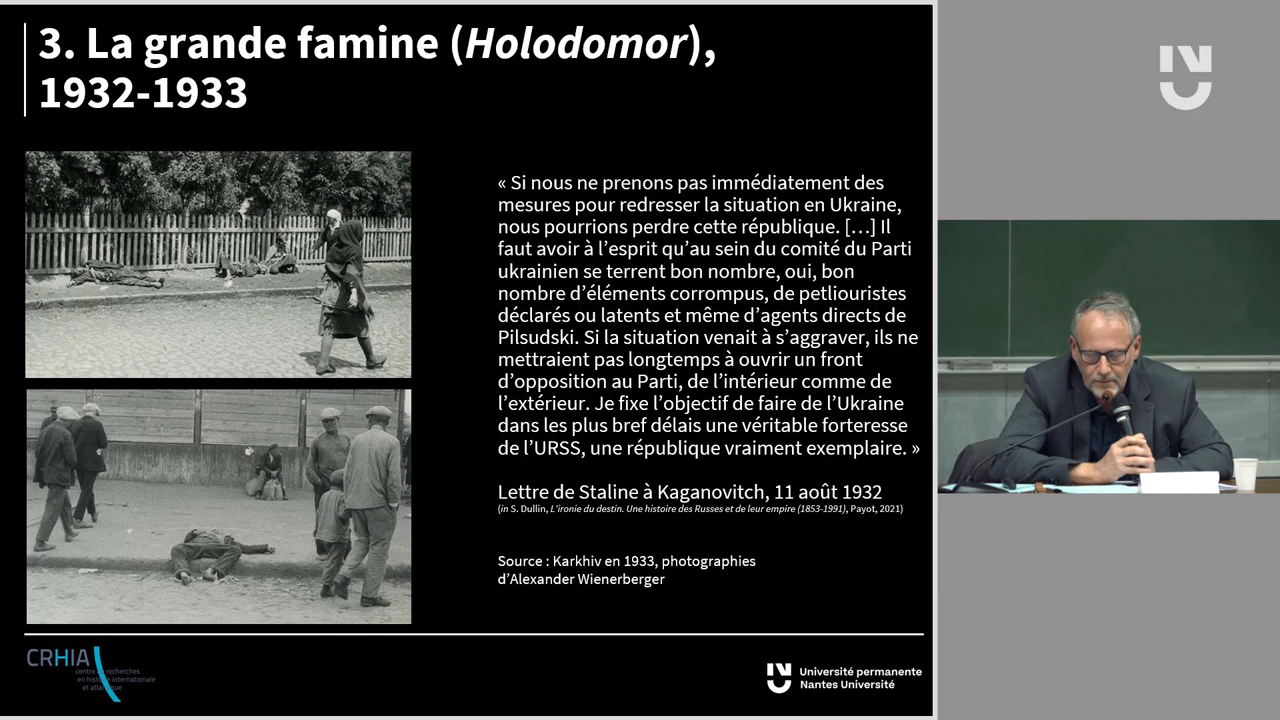 3. La grande famine (Holodomor),
1932-1933
« Si nous ne prenons pas immédiatement des
mesures pour redresser la situation en Ukraine,
nous pourrions perdre cette république. […] Il
faut avoir à l’esprit qu’au sein du comité du Parti
ukrainien se terrent bon nombre, oui, bon
nombre d’éléments corrompus, de petliouristes
déclarés ou latents et même d’agents directs de
Pilsudski. Si la situation venait à s’aggraver, ils ne
mettraient pas longtemps à ouvrir un front
d’opposition au Parti, de l’intérieur comme de
l’extérieur. Je fixe l’objectif de faire de l’Ukraine
dans les plus bref délais une véritable forteresse
de l’URSS, une république vraiment exemplaire. »
Lettre de Staline à Kaganovitch, 11 août 1932
(in S. Dullin, L’ironie du destin. Une histoire des Russes et de leur empire (1853-1991), Payot, 2021)
Source : Karkhiv en 1933, photographies
d’Alexander Wienerberger
CRHIA
centre de recherches
en histoire internationale
et atlantique
Université permanente
Nantes Université